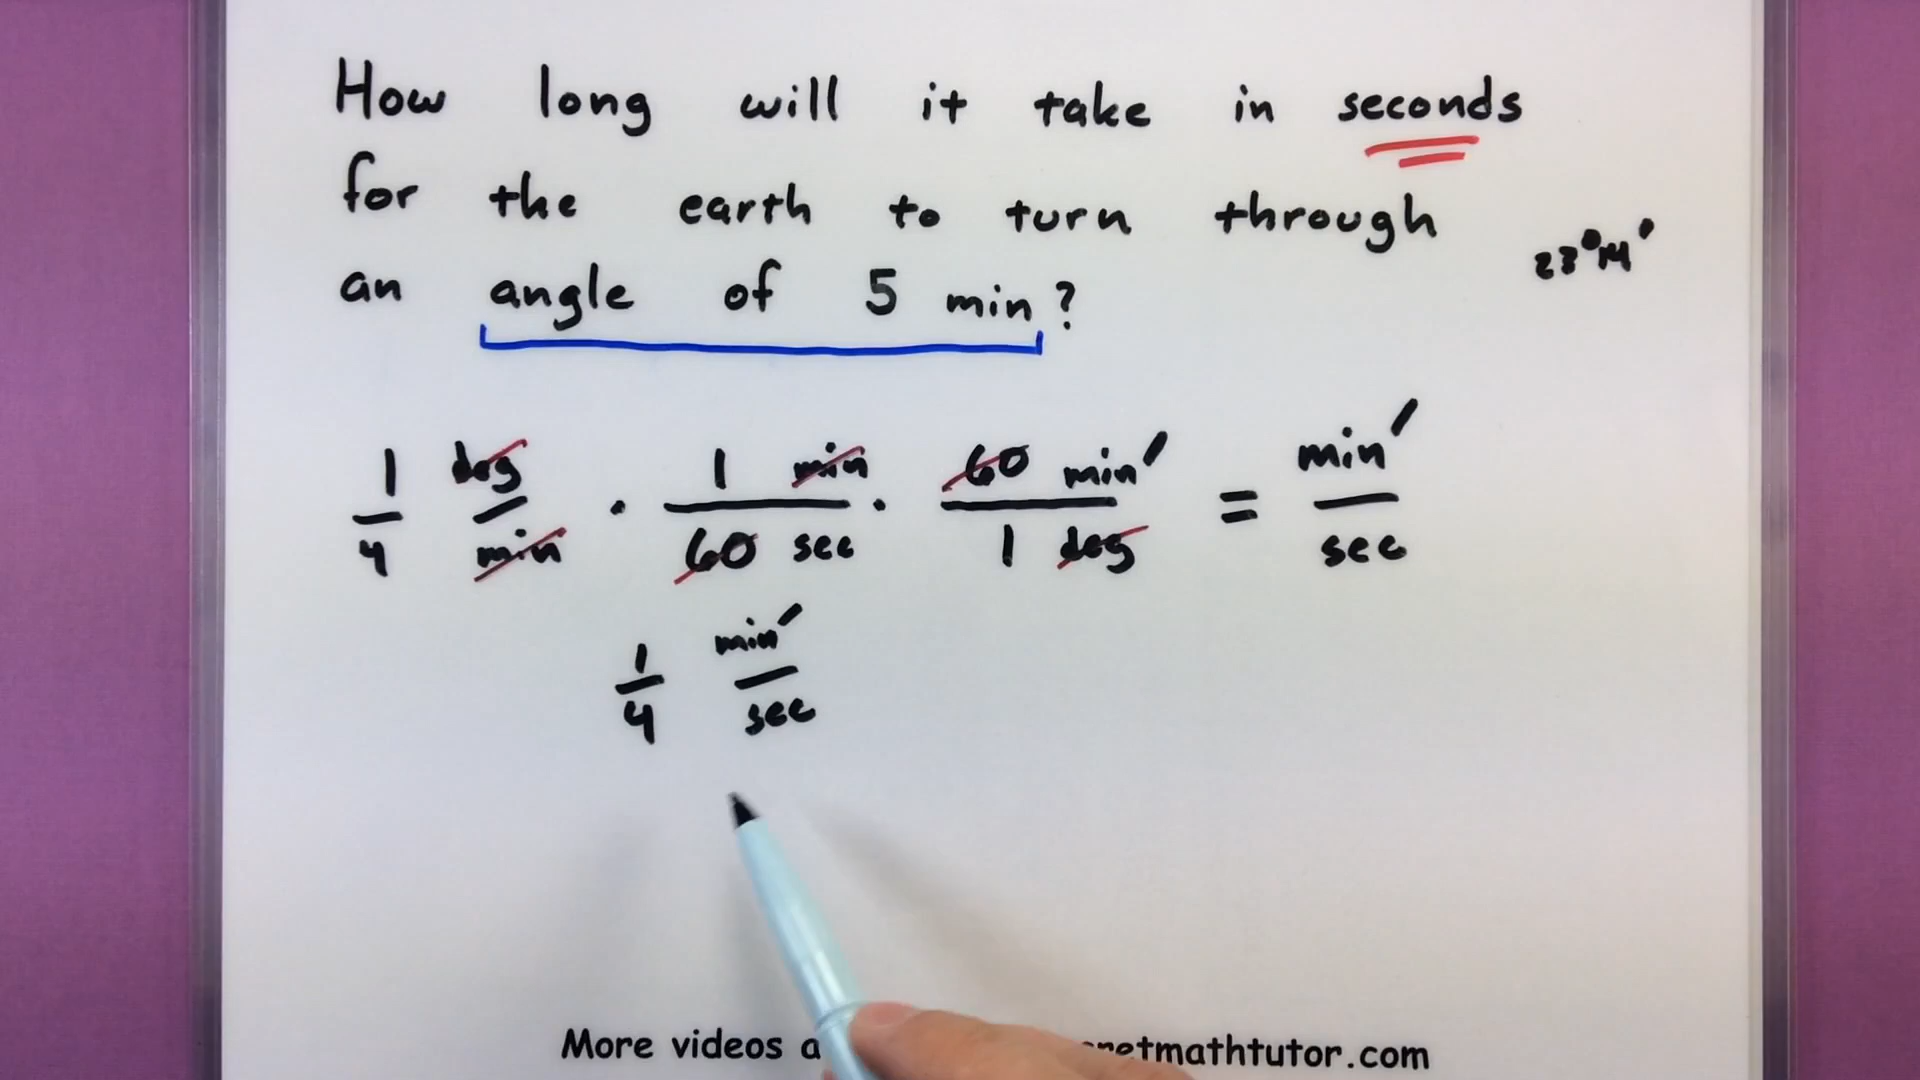 How long will it take in seconds
for the earth to turn through
23°14'
an angle of 5 min?
1/4 deg/min · 1 min/60 sec · 60 min'/1 deg = min'/sec
1/4 min'/sec
More videos a netmathtutor.com